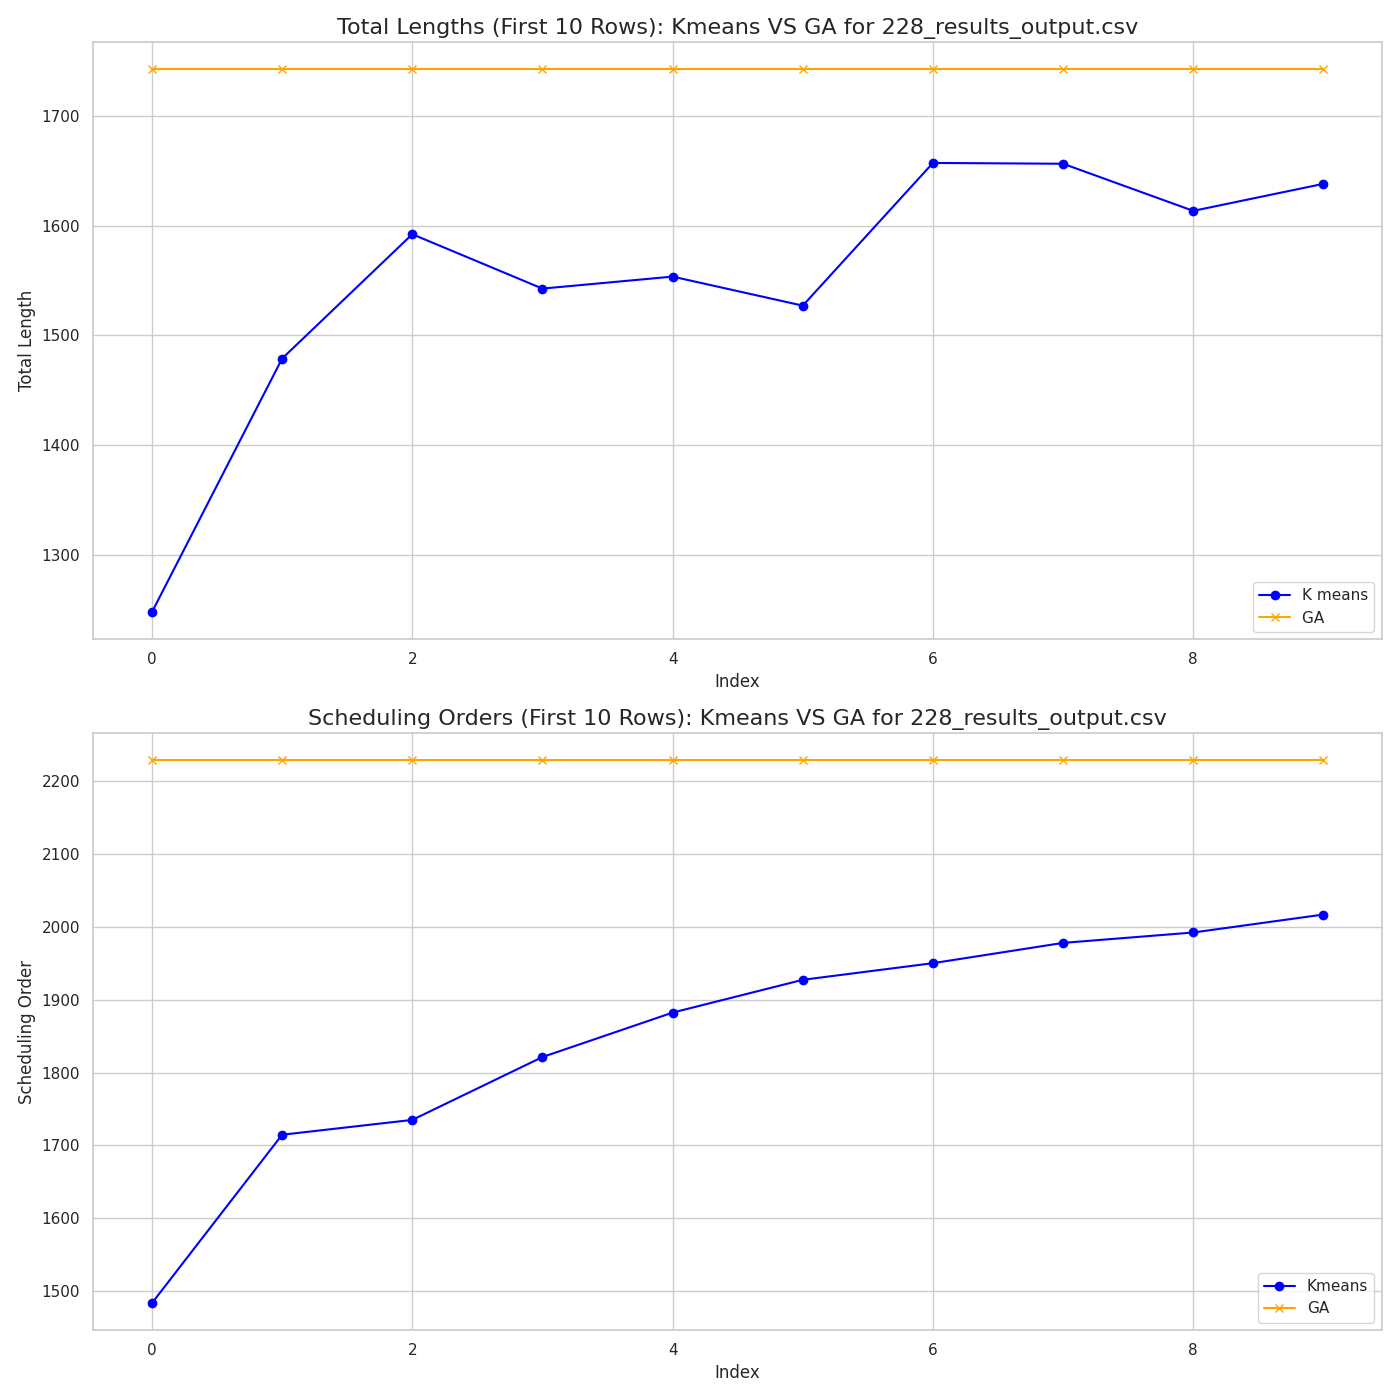 Total Lengths (First 10 Rows): Kmeans VS GA for 228_results_output.csv
1700
1600
1500
1400
1300
Total Length
K means
GA
0 2 4 6 8
Index
Scheduling Orders (First 10 Rows): Kmeans VS GA for 228_results_output.csv
2200
2100
2000
1900
1800
1700
1600
1500
Scheduling Order
Kmeans
GA
0 2 4 6 8
Index